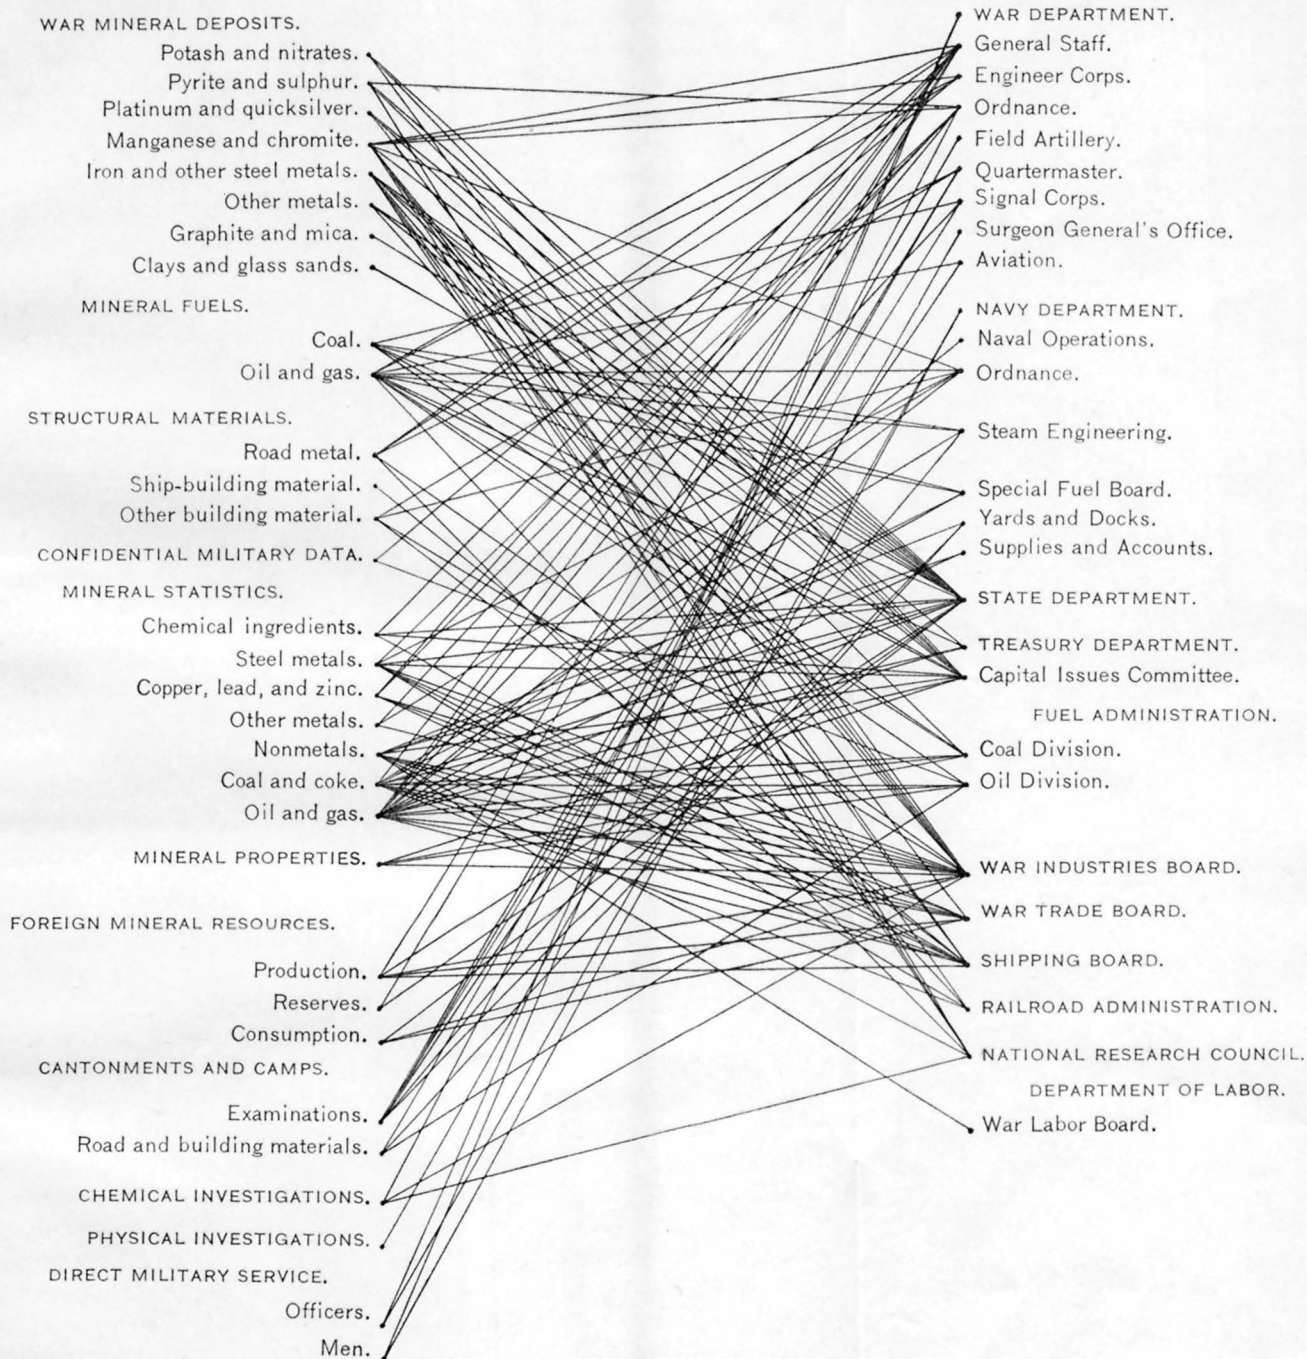 WAR MINERAL DEPOSITS.
Potash and nitrates.
Pyrite and sulphur.
Platinum and quicksilver.
Manganese and chromite.
Iron and other steel metals.
Other metals.
Graphite and mica.
Clays and glass sands.
MINERAL FUELS.
Coal.
Oil and gas.
STRUCTURAL MATERIALS.
Road metal.
Ship-building material.
Other building material.
CONFIDENTIAL MILITARY DATA.
MINERAL STATISTICS.
Chemical ingredients.
Steel metals.
Copper, lead, and zinc.
Other metals.
Nonmetals.
Coal and coke.
Oil and gas.
MINERAL PROPERTIES.
FOREIGN MINERAL RESOURCES.
Production.
Reserves.
Consumption.
CANTONMENTS AND CAMPS.
Examinations.
Road and building materials.
CHEMICAL INVESTIGATIONS.
PHYSICAL INVESTIGATIONS.
DIRECT MILITARY SERVICE.
Officers.
Men.
WAR DEPARTMENT.
General Staff.
Engineer Corps.
Ordnance.
Field Artillery.
Quartermaster.
Signal Corps.
Surgeon General's Office.
Aviation.
NAVY DEPARTMENT.
Naval Operations.
Ordnance.
Steam Engineering.
Special Fuel Board.
Yards and Docks.
Supplies and Accounts.
STATE DEPARTMENT.
TREASURY DEPARTMENT.
Capital Issues Committee.
FUEL ADMINISTRATION.
Coal Division.
Oil Division.
WAR INDUSTRIES BOARD.
WAR TRADE BOARD.
SHIPPING BOARD.
RAILROAD ADMINISTRATION.
NATIONAL RESEARCH COUNCIL.
DEPARTMENT OF LABOR.
War Labor Board.